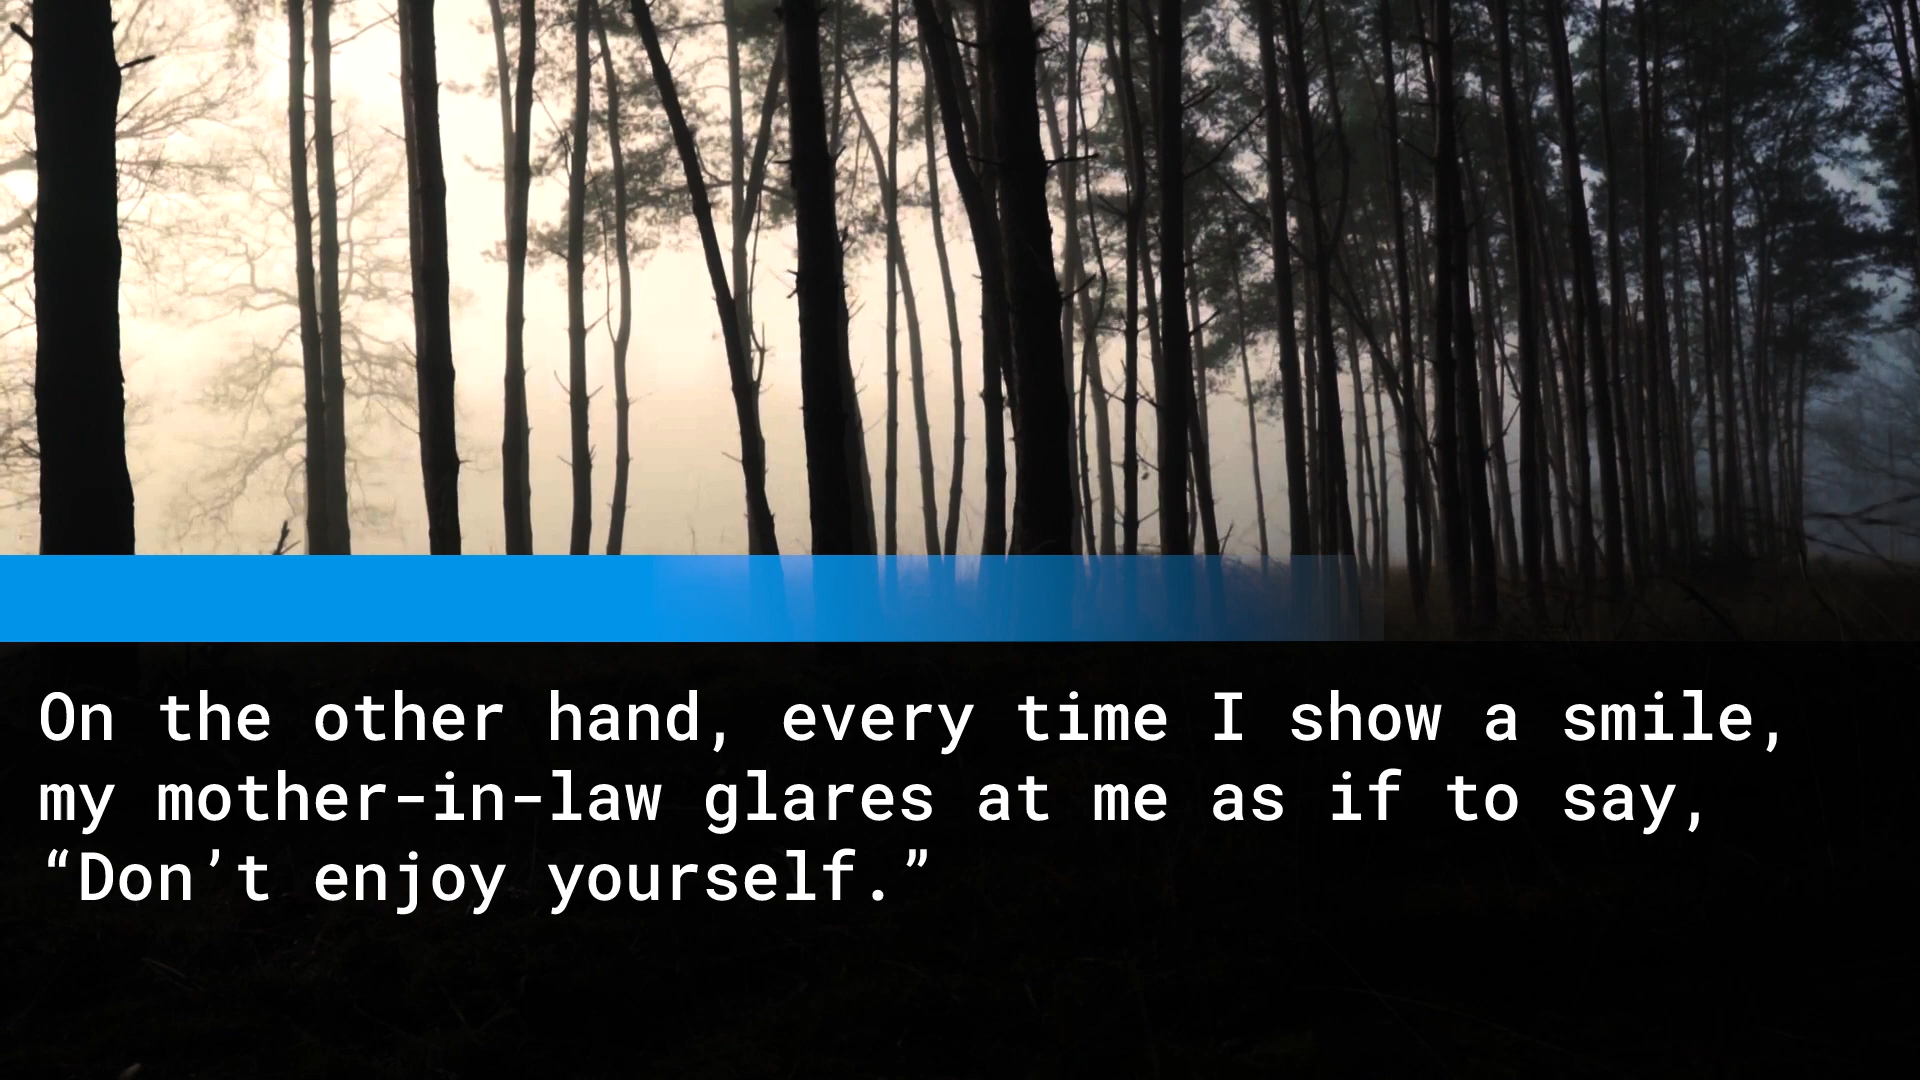 On the other hand, every time I show a smile,
my mother-in-law glares at me as if to say,
“Don’t enjoy yourself.”